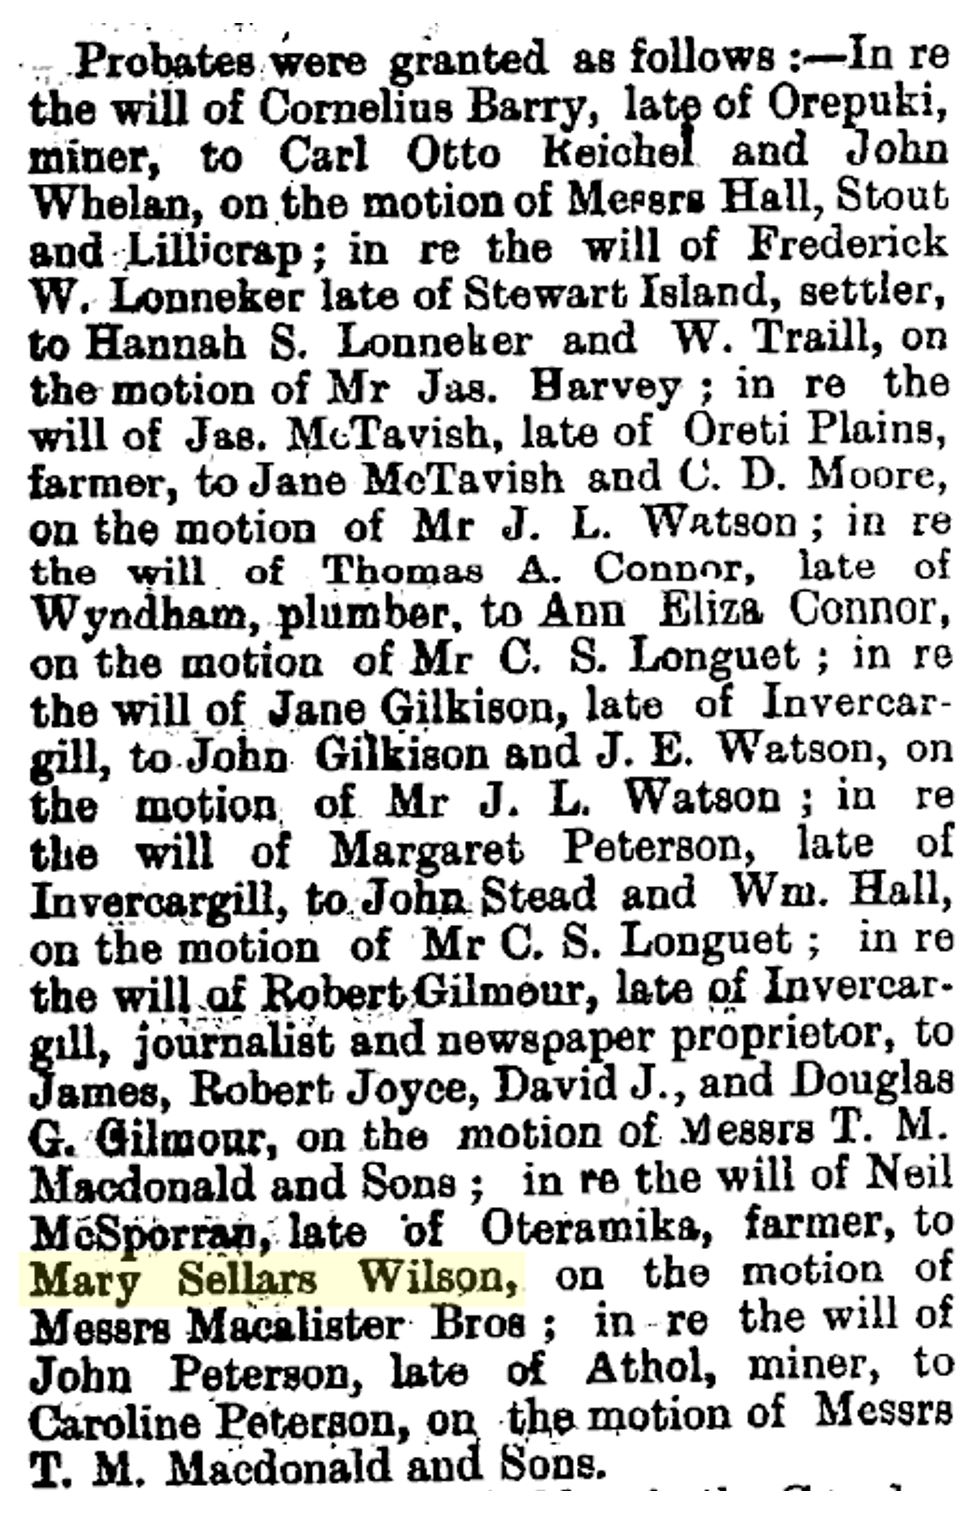 Probates were granted as follows :—In re
the will of Cornelius Barry, late of Orepuki,
miner, to Carl Otto Reichel and John
Whelan, on the motion of Messrs Hall, Stout
and Lillicrap ; in re the will of Frederick
W. Lonneker late of Stewart Island, settler,
to Hannah S. Lonneker and W. Traill, on
the motion of Mr Jas. Harvey ; in re the
will of Jas. McTavish, late of Oreti Plains,
farmer, to Jane McTavish and C. D. Moore,
on the motion of Mr J. L. Watson ; in re
the will of Thomas A. Connor, late of
Wyndham, plumber, to Ann Eliza Connor,
on the motion of Mr C. S. Longuet ; in re
the will of Jane Gilkison, late of Invercar-
gill, to John Gilkison and J. E. Watson, on
the motion of Mr J. L. Watson ; in re
the will of Margaret Peterson, late of
Invercargill, to John Stead and Wm. Hall,
on the motion of Mr C. S. Longuet ; in re
the will of Robert Gilmour, late of Invercar-
gill, journalist and newspaper proprietor, to
James, Robert Joyce, David J., and Douglas
G. Gilmour, on the motion of Messrs T. M.
Macdonald and Sons ; in re the will of Neil
McSporran, late of Oteramika, farmer, to
Mary Sellars Wilson, on the motion of
Messrs Macalister Bros ; in re the will of
John Peterson, late of Athol, miner, to
Caroline Peterson, on the motion of Messrs
T. M. Macdonald and Sons.